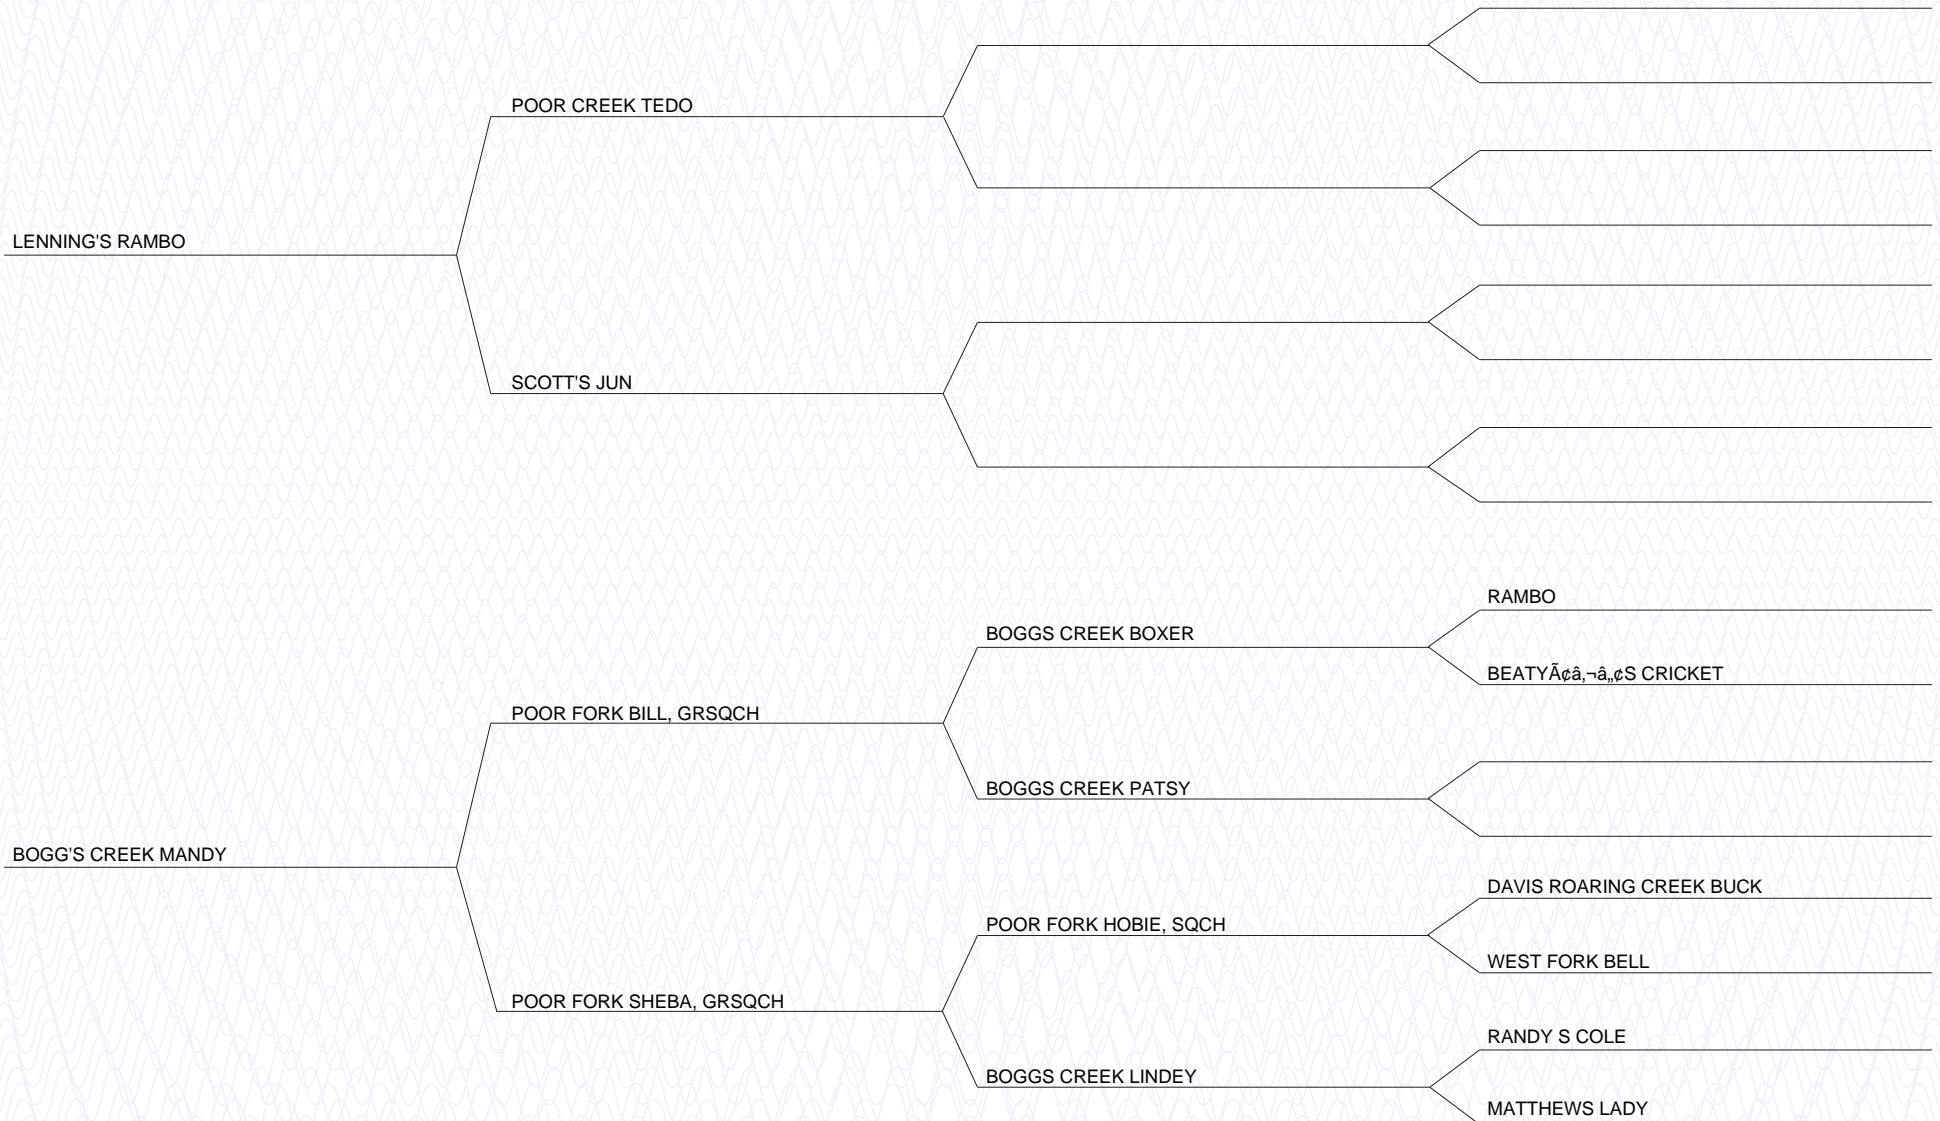 POOR CREEK TEDO
LENNING'S RAMBO
SCOTT'S JUN
RAMBO
BOGGS CREEK BOXER
BEATYÃ¢â‚¬â„¢S CRICKET
POOR FORK BILL, GRSQCH
BOGGS CREEK PATSY
BOGG'S CREEK MANDY
DAVIS ROARING CREEK BUCK
POOR FORK HOBIE, SQCH
WEST FORK BELL
POOR FORK SHEBA, GRSQCH
RANDY S COLE
BOGGS CREEK LINDEY
MATTHEWS LADY